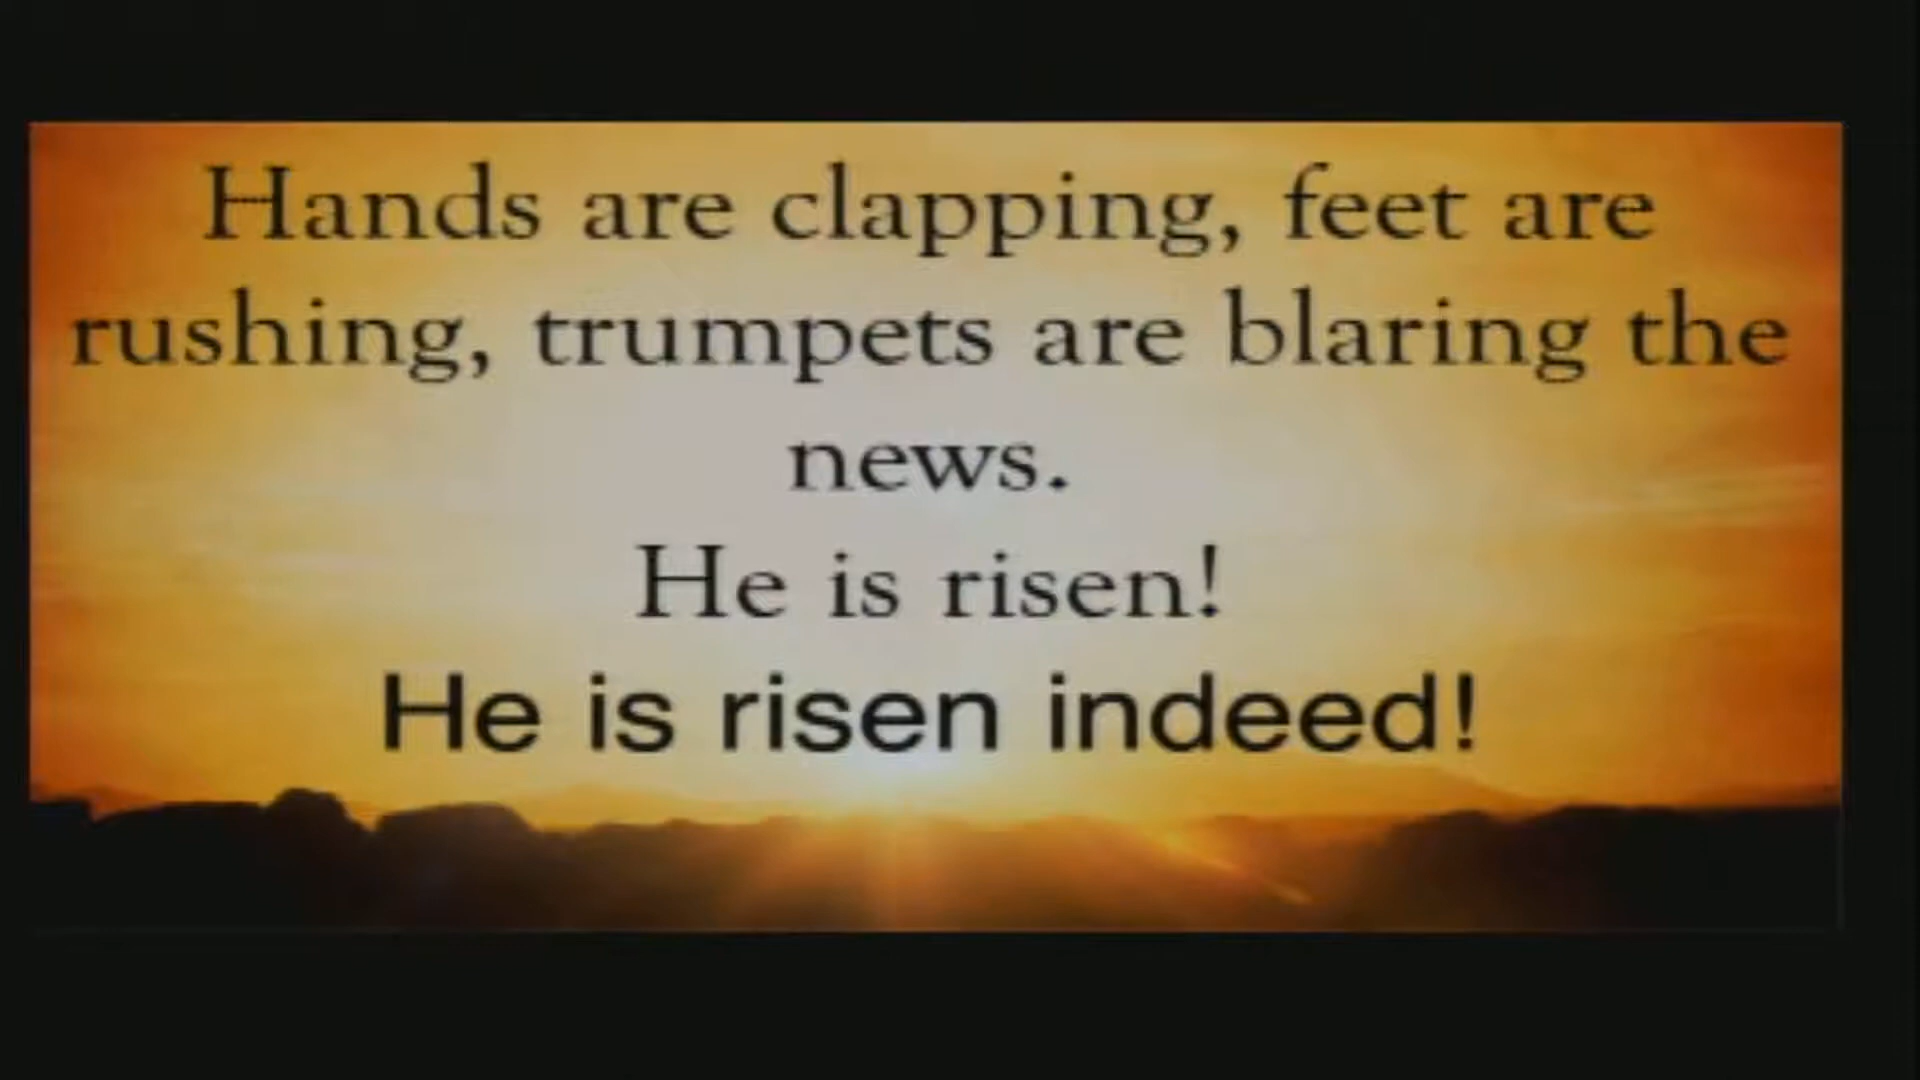 Hands are clapping, feet are
rushing, trumpets are blaring the
news.
He is risen!
He is risen indeed!